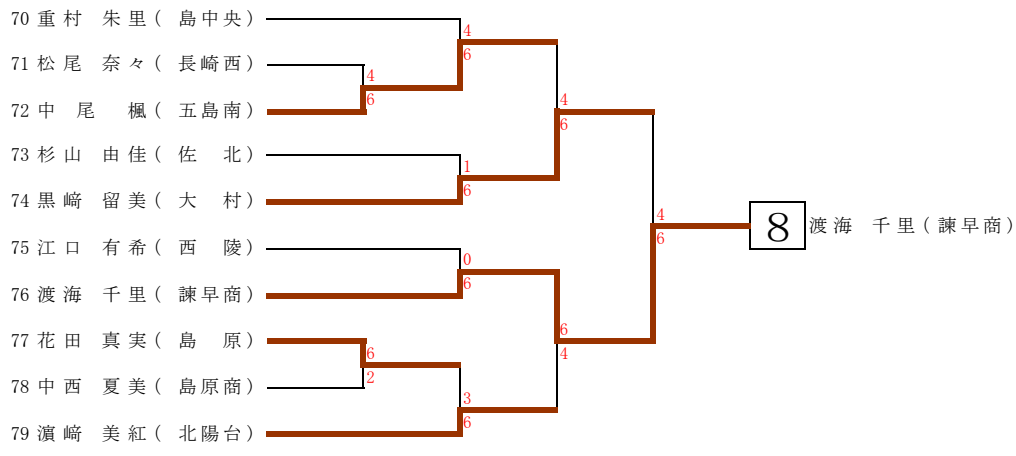 70 重村 朱里( 島中央)
4
6
71 松尾 奈々( 長崎西)
4
6
72 中 尾 楓( 五島南)
4
6
73 杉山 由佳( 佐 北)
1
6
74 黒﨑 留美( 大 村)
4
6
8 渡海 千里(諫早商)
75 江口 有希( 西 陵)
0
6
76 渡海 千里( 諫早商)
6
4
77 花田 真実( 島 原)
6
2
78 中西 夏美( 島原商)
3
6
79 濵﨑 美紅( 北陽台)